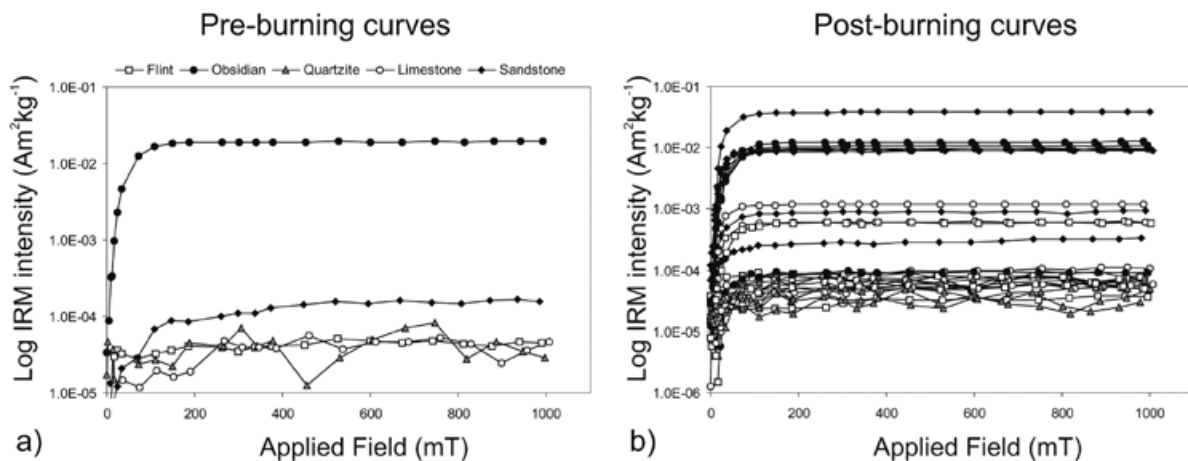 Pre-burning curves
Flint Obsidian Quartzite Limestone Sandstone
Log IRM intensity (Am²kg⁻¹)
1.0E-01
1.0E-02
1.0E-03
1.0E-04
1.0E-05
0 200 400 600 800 1000
Applied Field (mT)
a)
Post-burning curves
Log IRM intensity (Am²kg⁻¹)
1.0E-01
1.0E-02
1.0E-03
1.0E-04
1.0E-05
1.0E-06
0 200 400 600 800 1000
Applied Field (mT)
b)